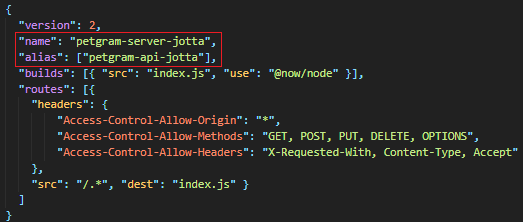 {
"version": 2,
"name": "petgram-server-jotta",
"alias": ["petgram-api-jotta"],
"builds": [{ "src": "index.js", "use": "@now/node" }],
"routes": [{
"headers": {
"Access-Control-Allow-Origin": "*",
"Access-Control-Allow-Methods": "GET, POST, PUT, DELETE, OPTIONS",
"Access-Control-Allow-Headers": "X-Requested-With, Content-Type, Accept"
},
"src": "/.*", "dest": "index.js" }
]
}